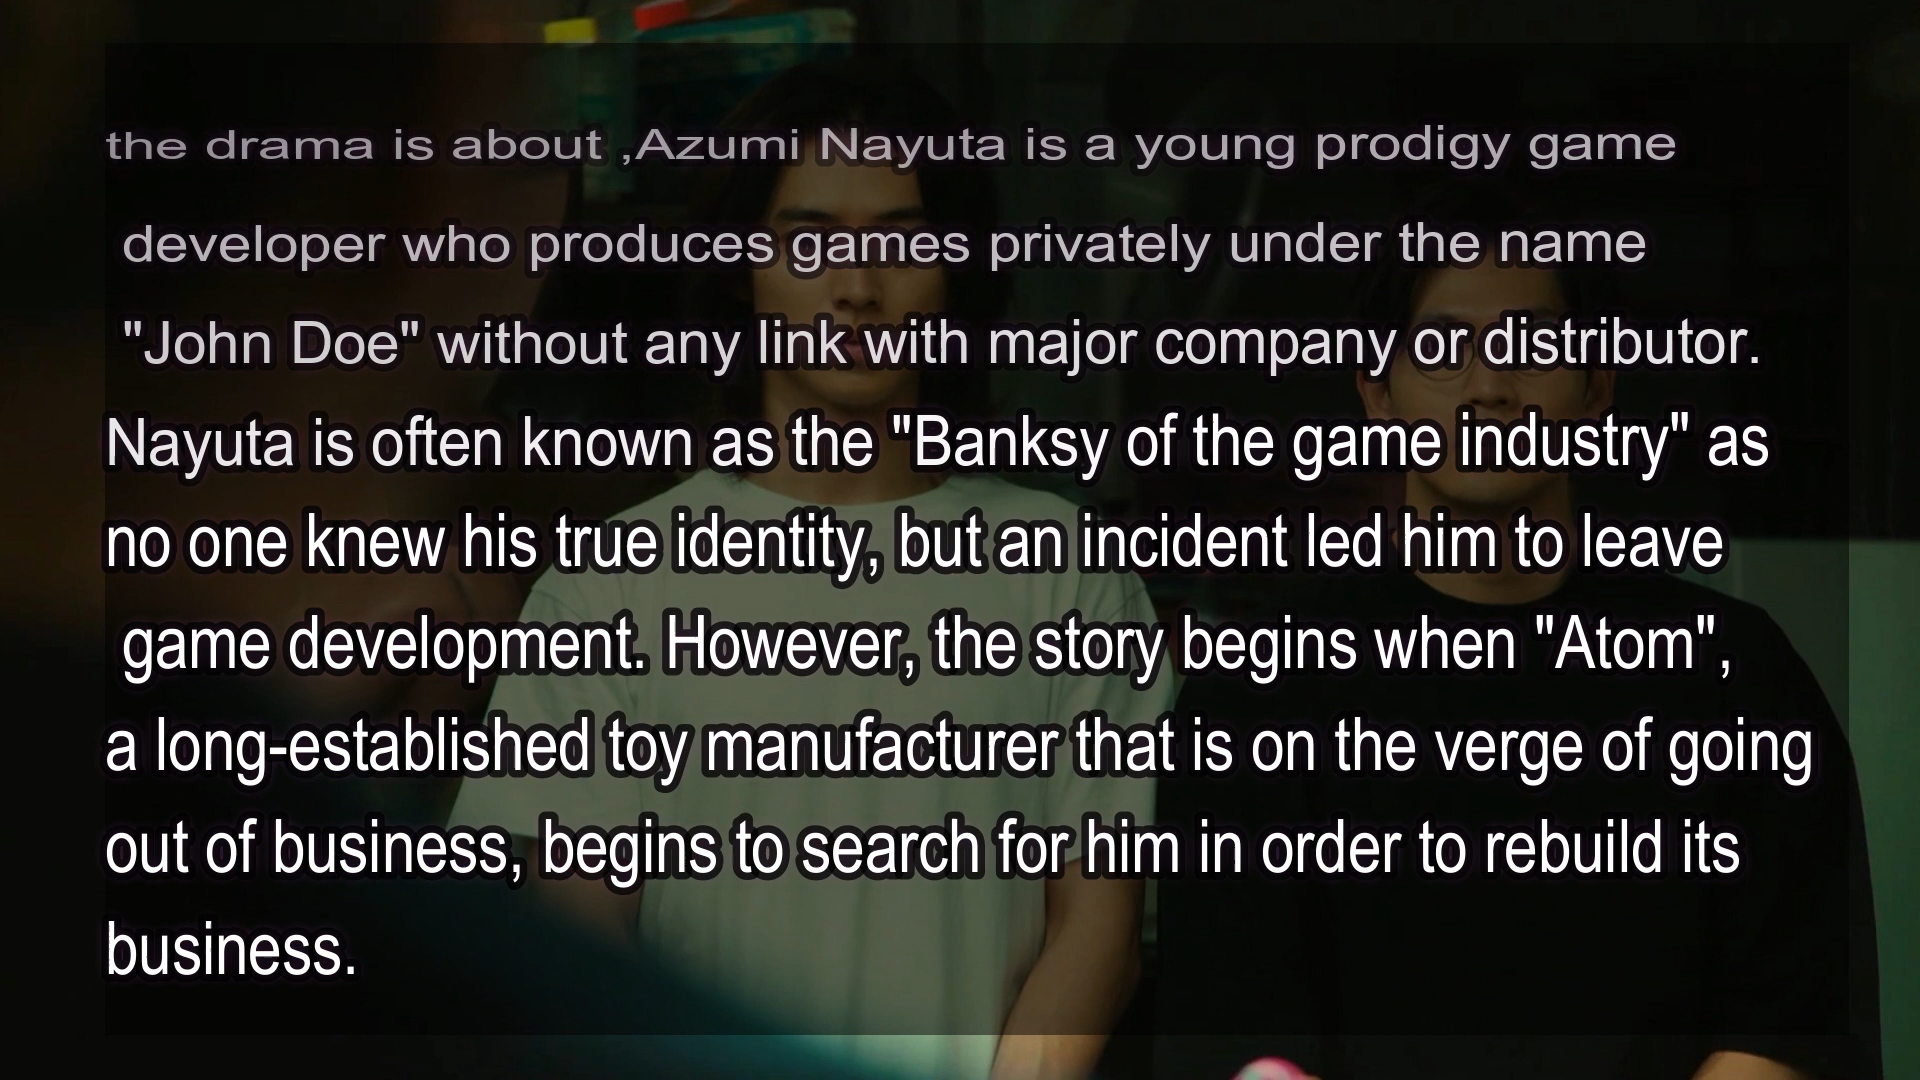 the drama is about ,Azumi Nayuta is a young prodigy game
developer who produces games privately under the name
"John Doe" without any link with major company or distributor.
Nayuta is often known as the "Banksy of the game industry" as
no one knew his true identity, but an incident led him to leave
game development. However, the story begins when "Atom",
a long-established toy manufacturer that is on the verge of going
out of business, begins to search for him in order to rebuild its
business.